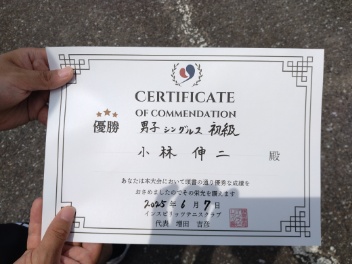 CERTIFICATE
OF COMMENDATION
優勝 男子シングルス 初級
小林 伸二 殿
あなたは本大会において頭書の通り優秀な成績を
おさめましたのでその栄光を讃えます
2025年 6月 7日
インスピリッツテニスクラブ
代表 増田 吉彦